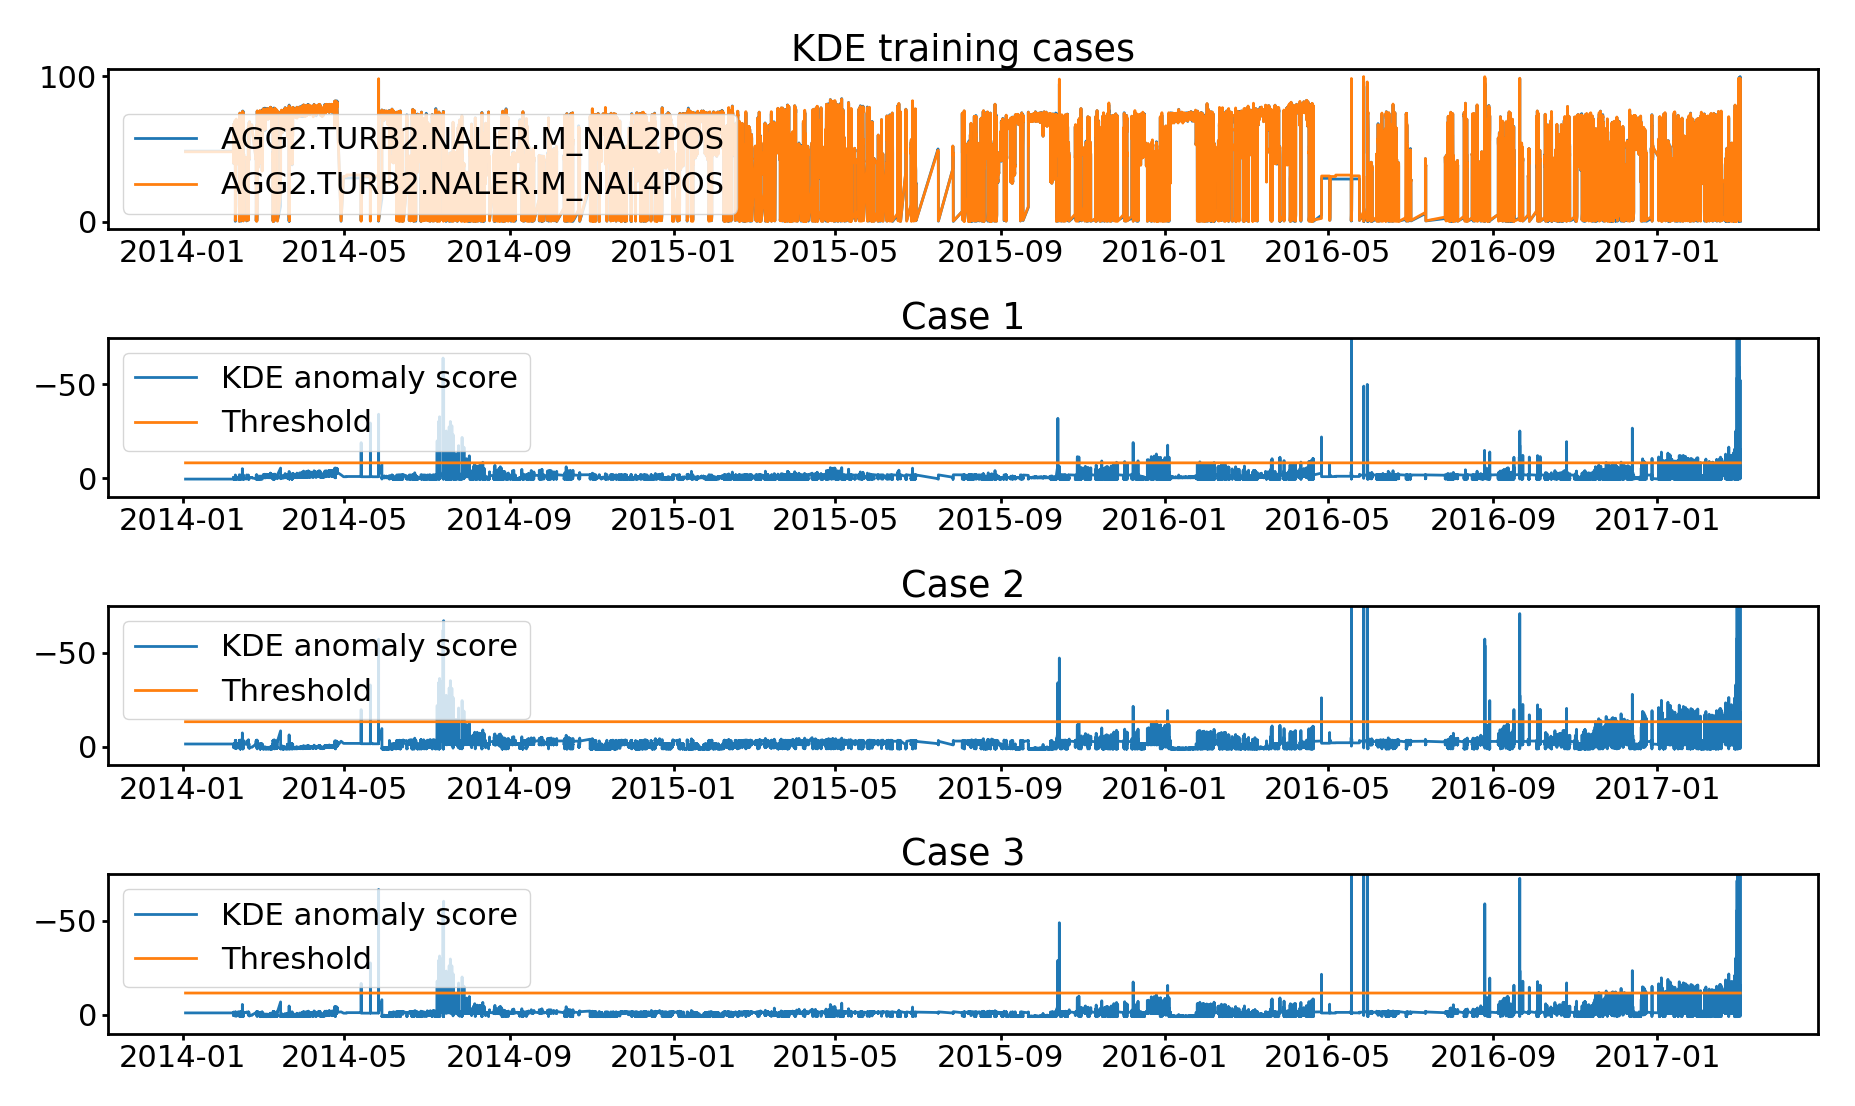 KDE training cases
100
AGG2.TURB2.NALER.M_NAL2POS
AGG2.TURB2.NALER.M_NAL4POS
0
2014-01 2014-05 2014-09 2015-01 2015-05 2015-09 2016-01 2016-05 2016-09 2017-01
Case 1
KDE anomaly score
−50
Threshold
0
2014-01 2014-05 2014-09 2015-01 2015-05 2015-09 2016-01 2016-05 2016-09 2017-01
Case 2
KDE anomaly score
−50
Threshold
0
2014-01 2014-05 2014-09 2015-01 2015-05 2015-09 2016-01 2016-05 2016-09 2017-01
Case 3
KDE anomaly score
−50
Threshold
0
2014-01 2014-05 2014-09 2015-01 2015-05 2015-09 2016-01 2016-05 2016-09 2017-01